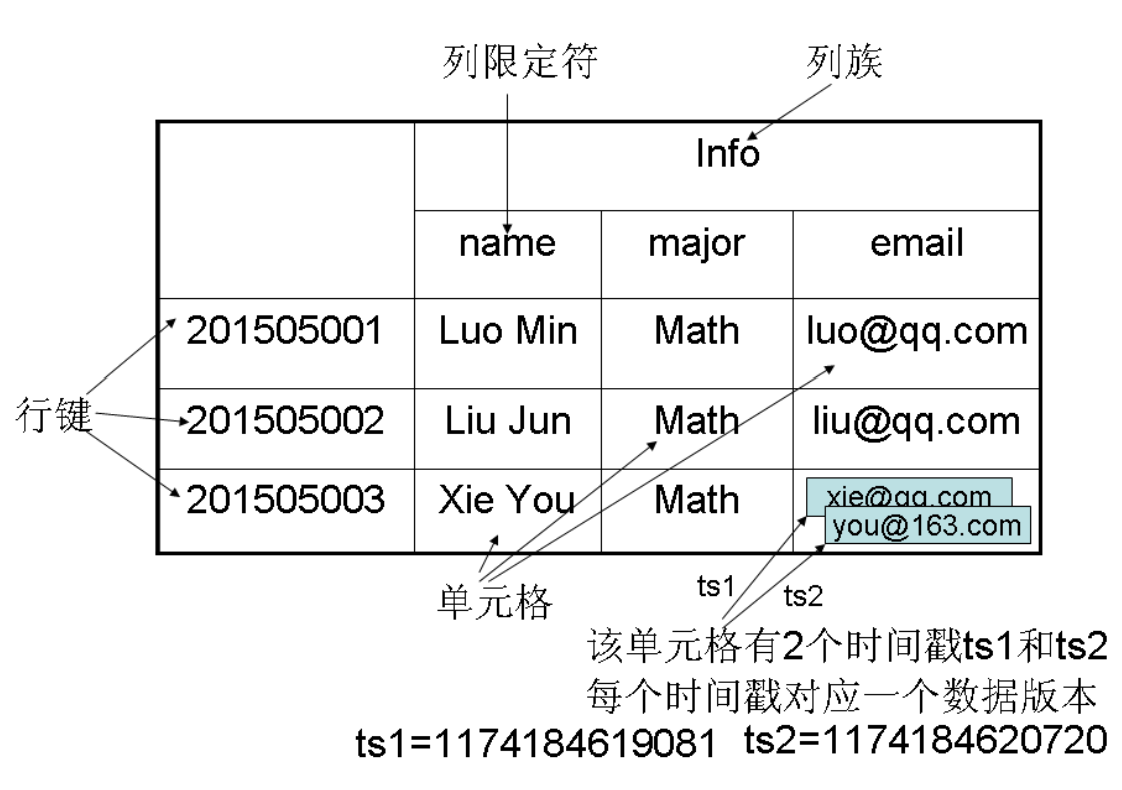 列限定符 列族
Info
name major email
201505001 Luo Min Math luo@qq.com
行键
201505002 Liu Jun Math liu@qq.com
201505003 Xie You Math xie@qq.com
you@163.com
单元格 ts1 ts2
该单元格有2个时间戳ts1和ts2
每个时间戳对应一个数据版本
ts1=1174184619081 ts2=1174184620720